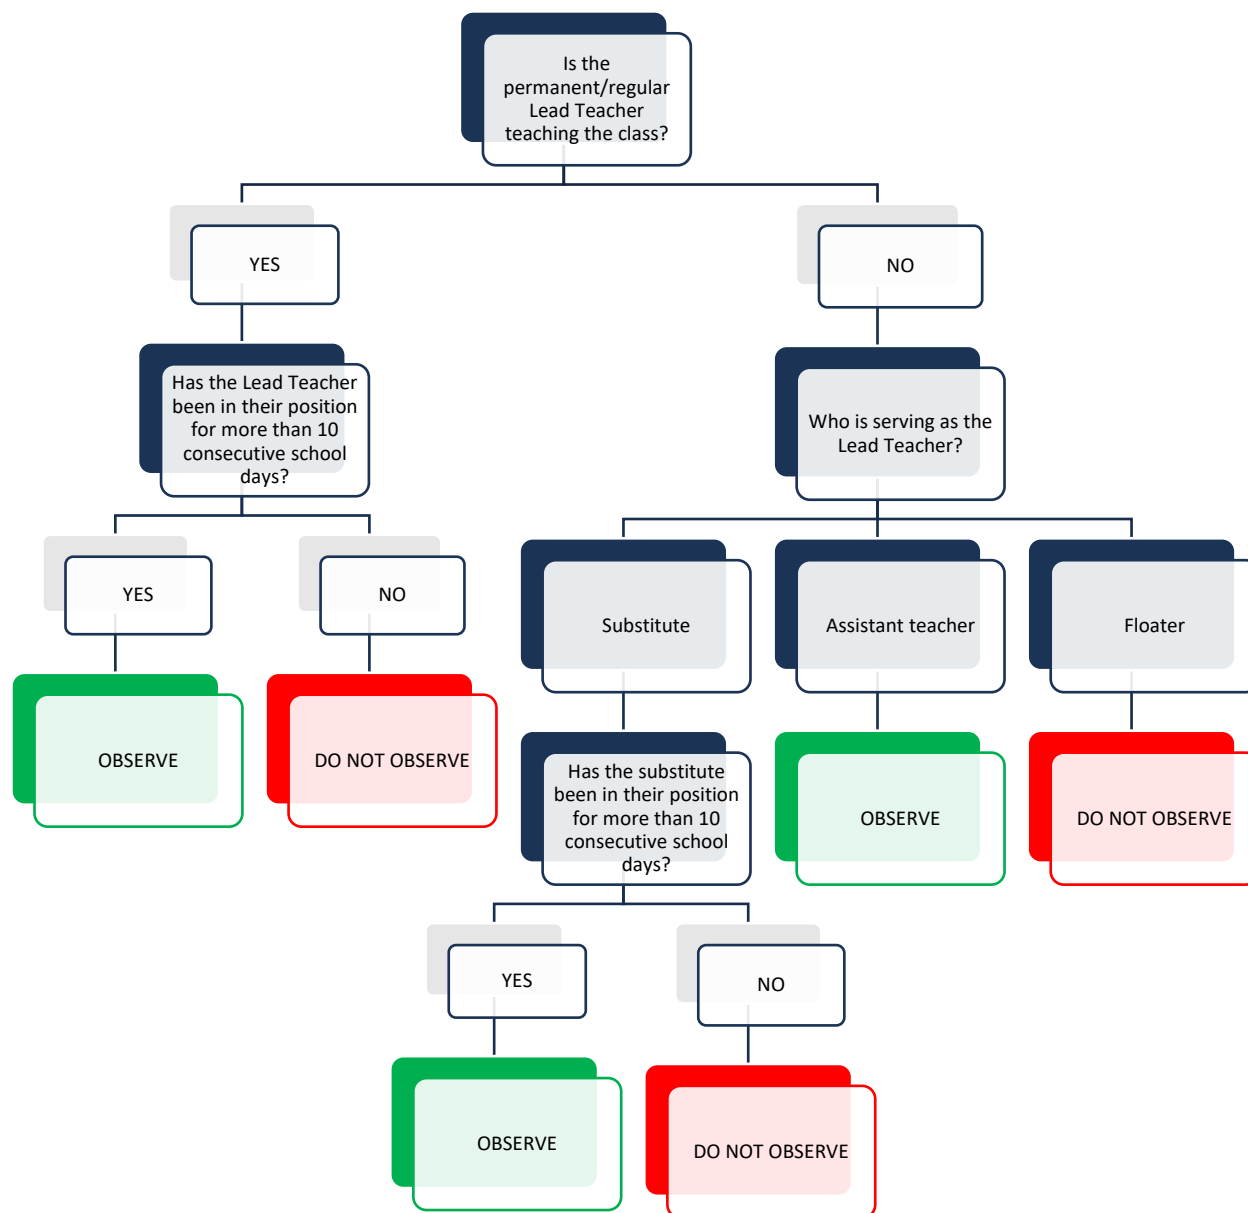 Is the
permanent/regular
Lead Teacher
teaching the class?
YES
NO
Has the Lead Teacher
been in their position
for more than 10
consecutive school
days?
Who is serving as the
Lead Teacher?
YES
NO
Substitute
Assistant teacher
Floater
OBSERVE
DO NOT OBSERVE
Has the substitute
been in their position
for more than 10
consecutive school
days?
OBSERVE
DO NOT OBSERVE
YES
NO
OBSERVE
DO NOT OBSERVE